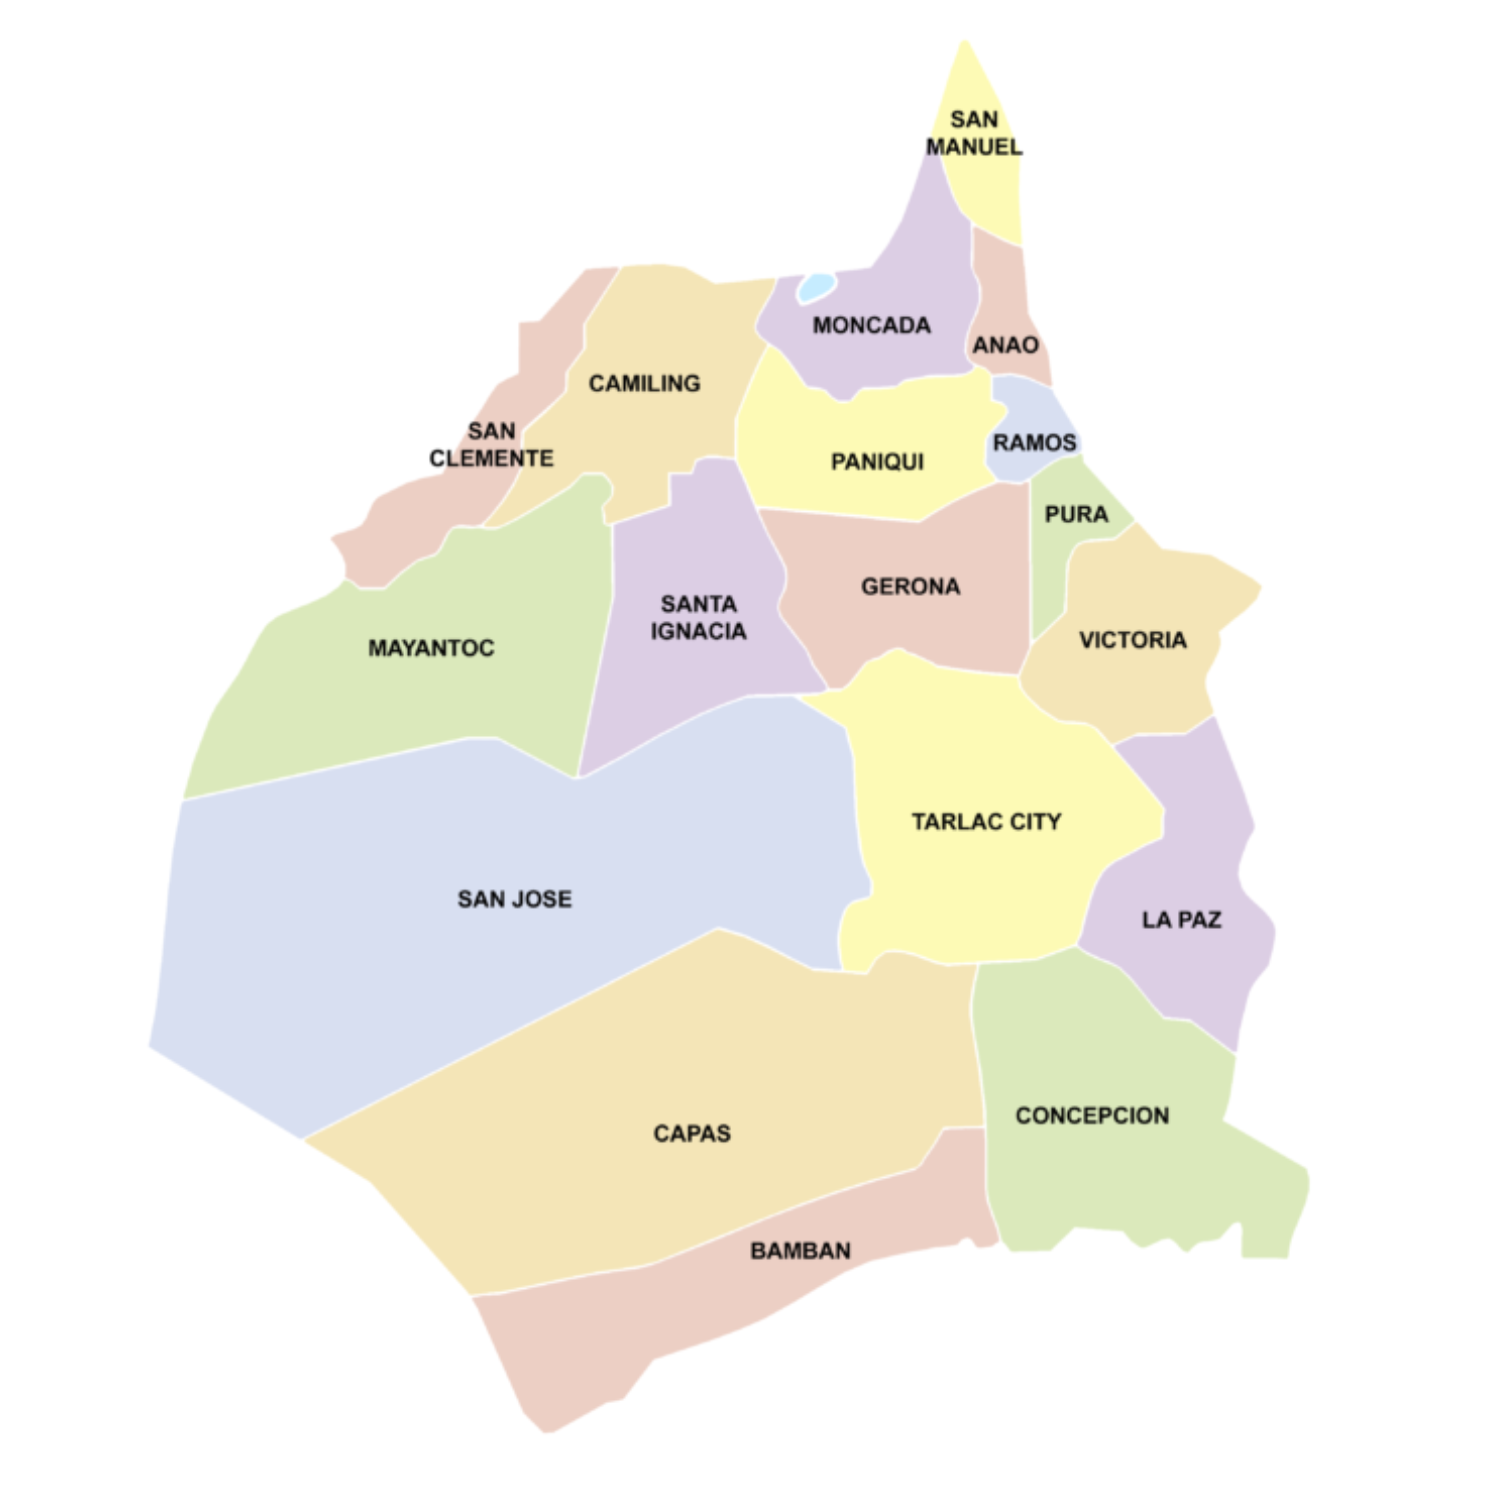 SAN
MANUEL
MONCADA
ANAO
CAMILING
SAN
CLEMENTE
RAMOS
PANIQUI
PURA
GERONA
SANTA
IGNACIA
VICTORIA
MAYANTOC
TARLAC CITY
SAN JOSE
LA PAZ
CONCEPCION
CAPAS
BAMBAN